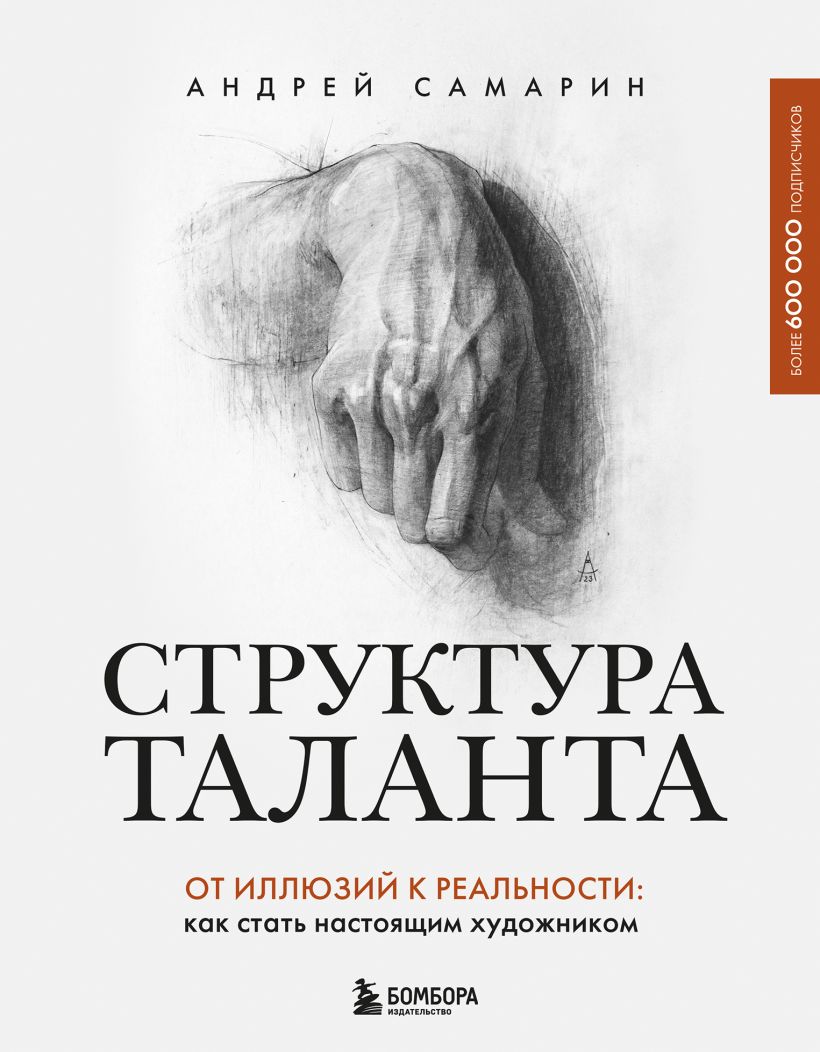 АНДРЕЙ САМАРИН
БОЛЕЕ 600 000 ПОДПИСЧИКОВ
А
23
СТРУКТУРА
ТАЛАНТА
ОТ ИЛЛЮЗИЙ К РЕАЛЬНОСТИ:
как стать настоящим художником
БОМБОРА
ИЗДАТЕЛЬСТВО